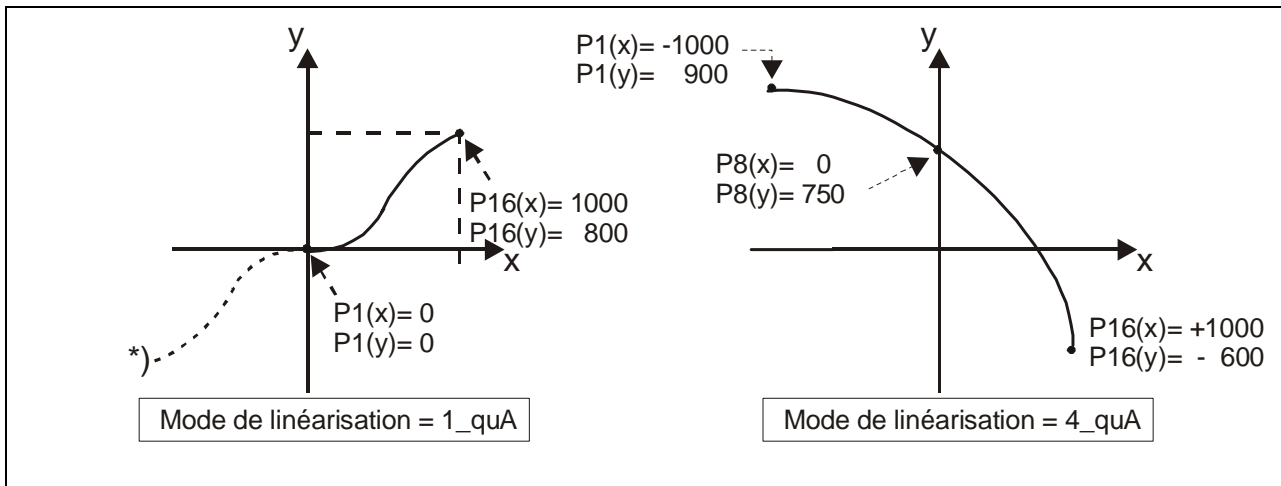 y
P16(x)= 1000
P16(y)= 800
x
P1(x)= 0
P1(y)= 0
*)
Mode de linéarisation = 1_quA
y
P1(x)= -1000
P1(y)= 900
P8(x)= 0
P8(y)= 750
x
P16(x)= +1000
P16(y)= - 600
Mode de linéarisation = 4_quA